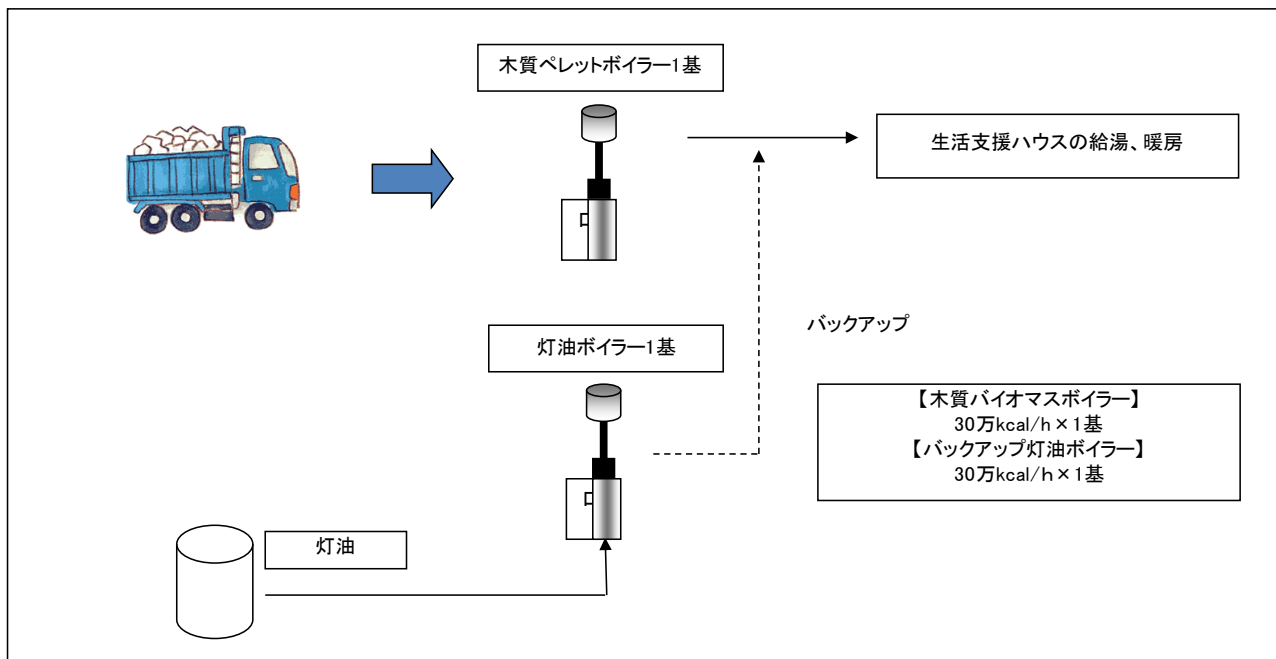 木質ペレットボイラー1基
生活支援ハウスの給湯、暖房
バックアップ
灯油ボイラー1基
【木質バイオマスボイラー】
30万kcal/h×1基
【バックアップ灯油ボイラー】
30万kcal/ｈ×1基
灯油